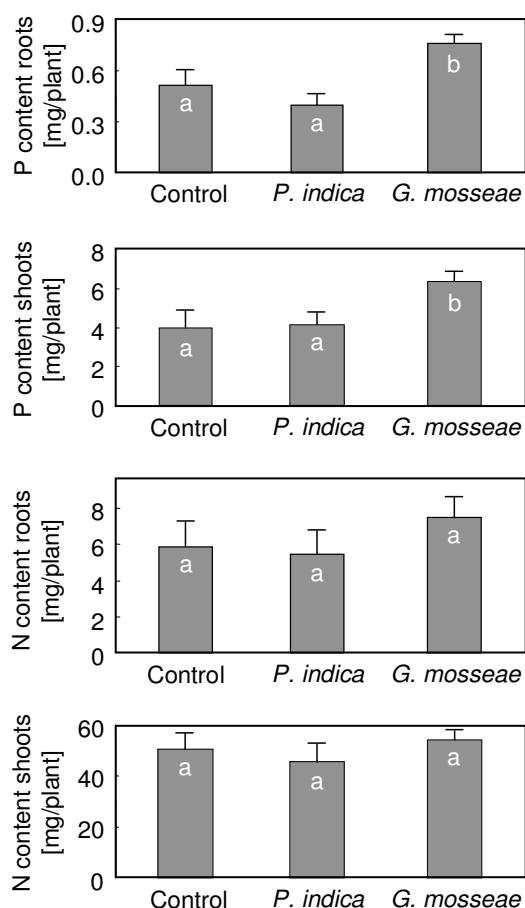 P content roots
[mg/plant]
0.9
0.6
0.3
0.0
a
a
b
Control
P. indica
G. mosseae
P content shoots
[mg/plant]
8
6
4
2
0
a
a
b
Control
P. indica
G. mosseae
N content roots
[mg/plant]
8
6
4
2
0
a
a
a
Control
P. indica
G. mosseae
N content shoots
[mg/plant]
60
40
20
0
a
a
a
Control
P. indica
G. mosseae